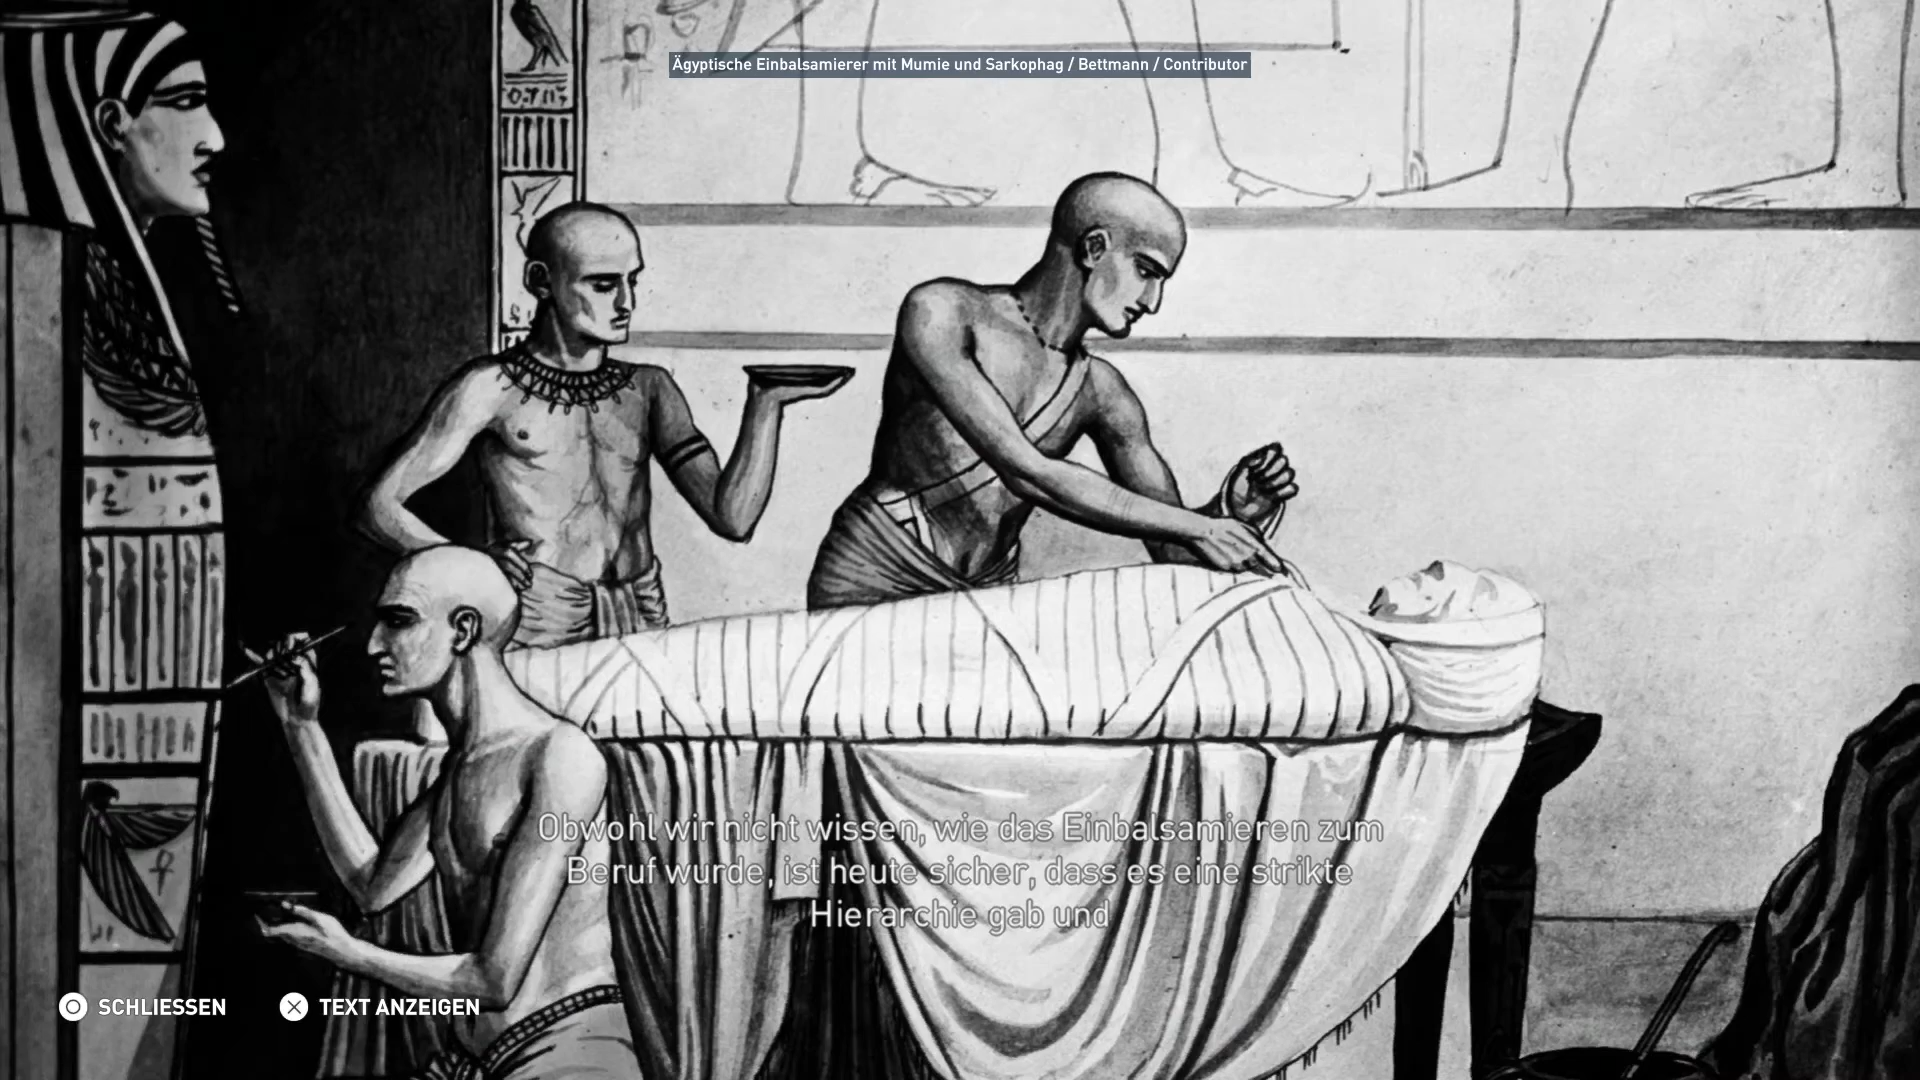 Ägyptische Einbalsamierer mit Mumie und Sarkophag / Bettmann / Contributor
Obwohl wir nicht wissen, wie das Einbalsamieren zum
Beruf wurde, ist heute sicher, dass es eine strikte
Hierarchie gab und
SCHLIESSEN
TEXT ANZEIGEN